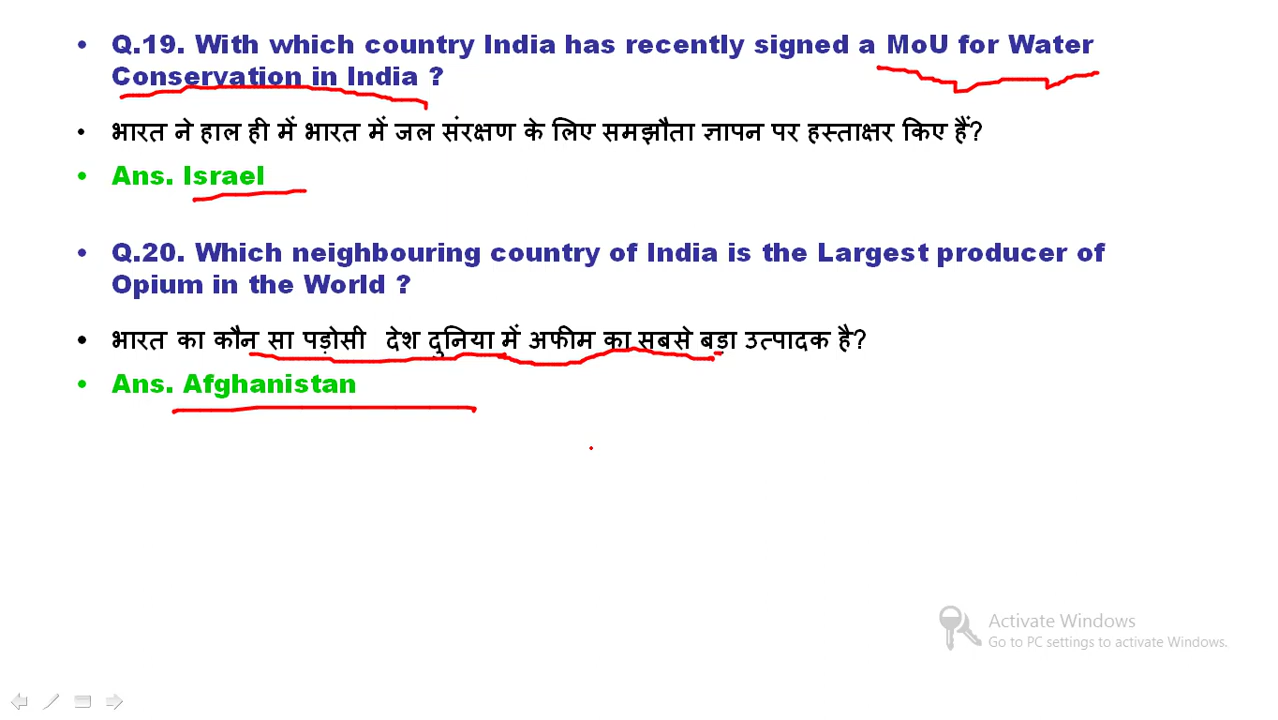 Q.19. With which country India has recently signed a MoU for Water
Conservation in India ?
भारत ने हाल ही में भारत में जल संरक्षण के लिए समझौता ज्ञापन पर हस्ताक्षर किए हैं?
Ans. Israel
Q.20. Which neighbouring country of India is the Largest producer of
Opium in the World ?
भारत का कौन सा पड़ोसी देश दुनिया में अफीम का सबसे बड़ा उत्पादक है?
Ans. Afghanistan
Activate Windows
Go to PC settings to activate Windows.